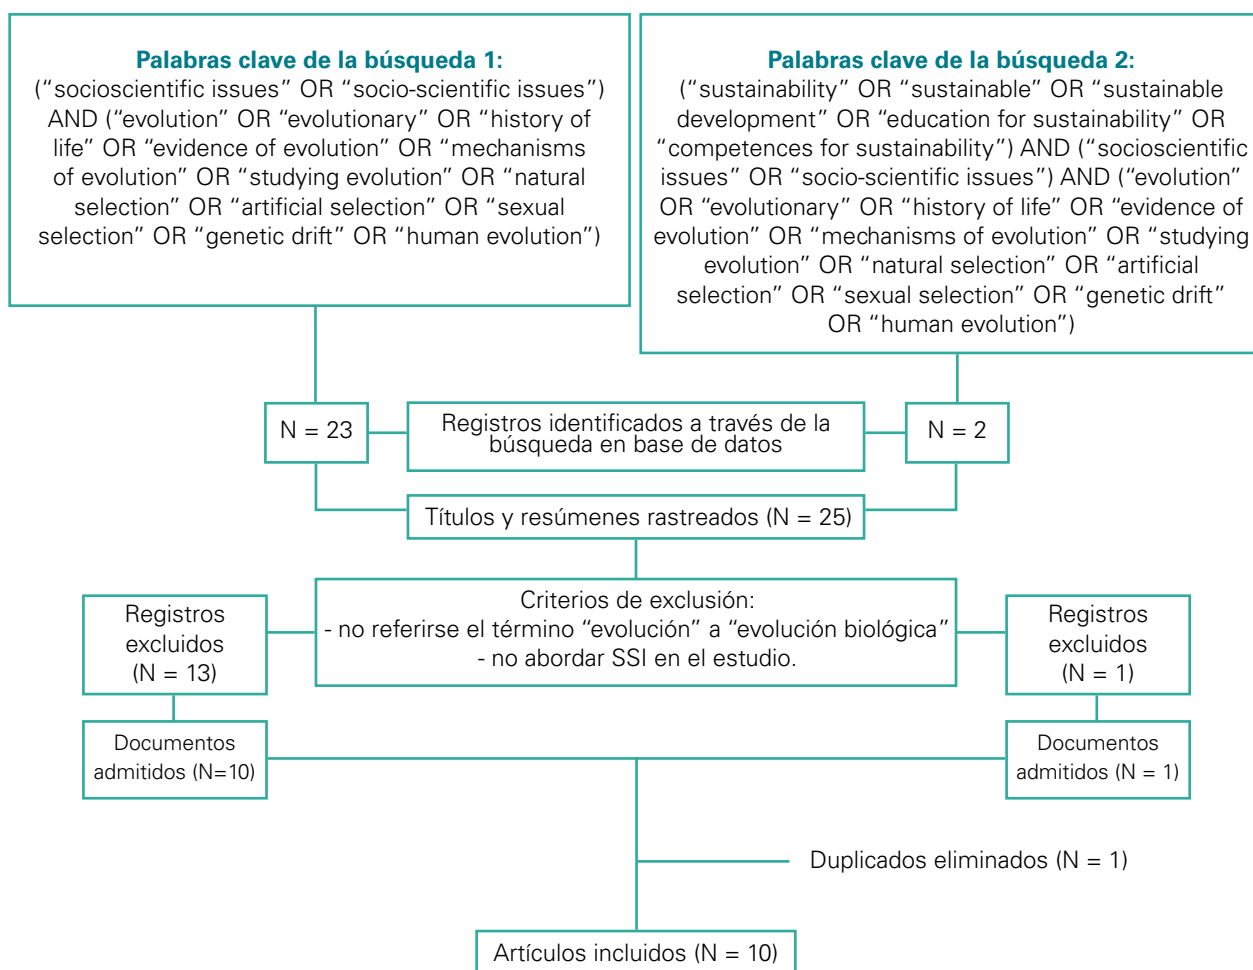 Palabras clave de la búsqueda 1:
(“socioscientific issues” OR “socio-scientific issues”)
AND (“evolution” OR “evolutionary” OR “history of
life” OR “evidence of evolution” OR “mechanisms
of evolution” OR “studying evolution” OR “natural
selection” OR “artificial selection” OR “sexual
selection” OR “genetic drift” OR “human evolution”)
Palabras clave de la búsqueda 2:
(“sustainability” OR “sustainable” OR “sustainable
development” OR “education for sustainability” OR
“competences for sustainability”) AND (“socioscientific
issues” OR “socio-scientific issues”) AND (“evolution”
OR “evolutionary” OR “history of life” OR “evidence of
evolution” OR “mechanisms of evolution” OR “studying
evolution” OR “natural selection” OR “artificial
selection” OR “sexual selection” OR “genetic drift”
OR “human evolution”)
N = 23
Registros identificados a través de la
búsqueda en base de datos
N = 2
Títulos y resúmenes rastreados (N = 25)
Registros
excluidos
(N = 13)
Criterios de exclusión:
- no referirse el término “evolución” a “evolución biológica”
- no abordar SSI en el estudio.
Registros
excluidos
(N = 1)
Documentos
admitidos (N=10)
Documentos
admitidos (N = 1)
Duplicados eliminados (N = 1)
Artículos incluidos (N = 10)